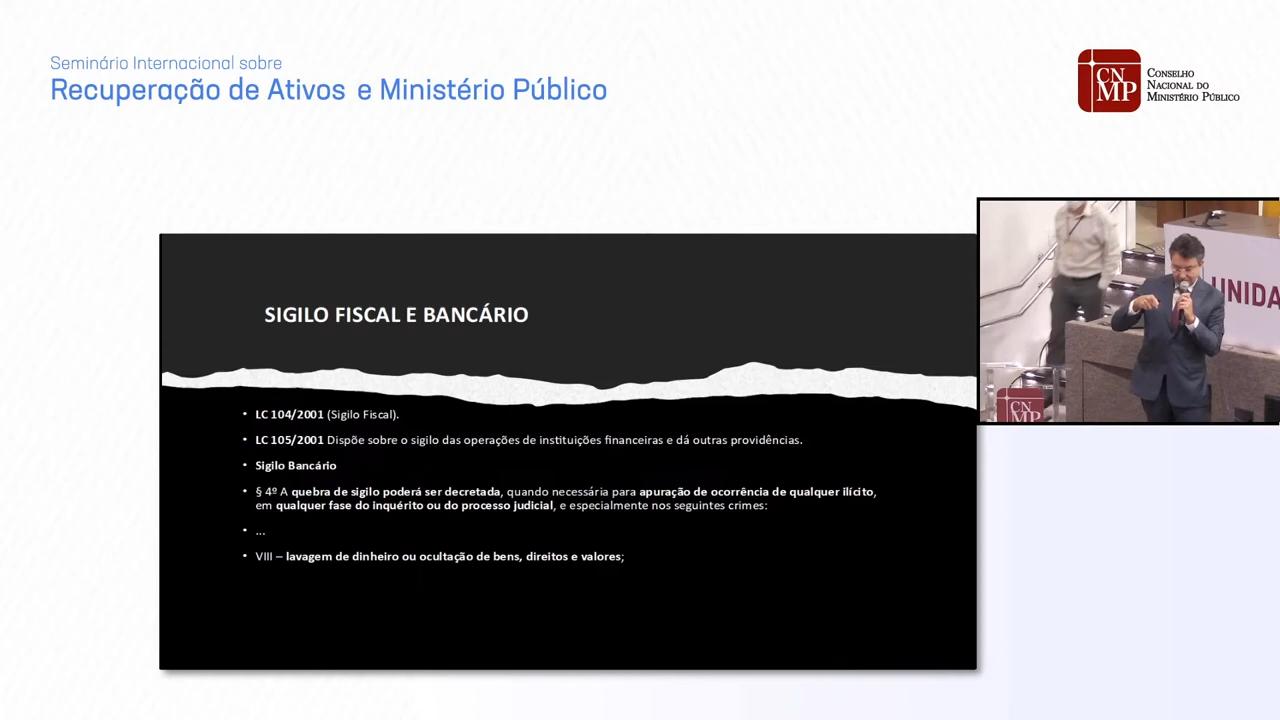 Seminário Internacional sobre
Recuperação de Ativos e Ministério Público
CN
MP
CONSELHO
NACIONAL DO
MINISTÉRIO PÚBLICO
SIGILO FISCAL E BANCÁRIO
• LC 104/2001 (Sigilo Fiscal).
• LC 105/2001 Dispõe sobre o sigilo das operações de instituições financeiras e dá outras providências.
• Sigilo Bancário
• § 4º A quebra de sigilo poderá ser decretada, quando necessária para apuração de ocorrência de qualquer ilícito,
em qualquer fase do inquérito ou do processo judicial, e especialmente nos seguintes crimes:
• ...
• VIII – lavagem de dinheiro ou ocultação de bens, direitos e valores;
UNIDA
CN
MP